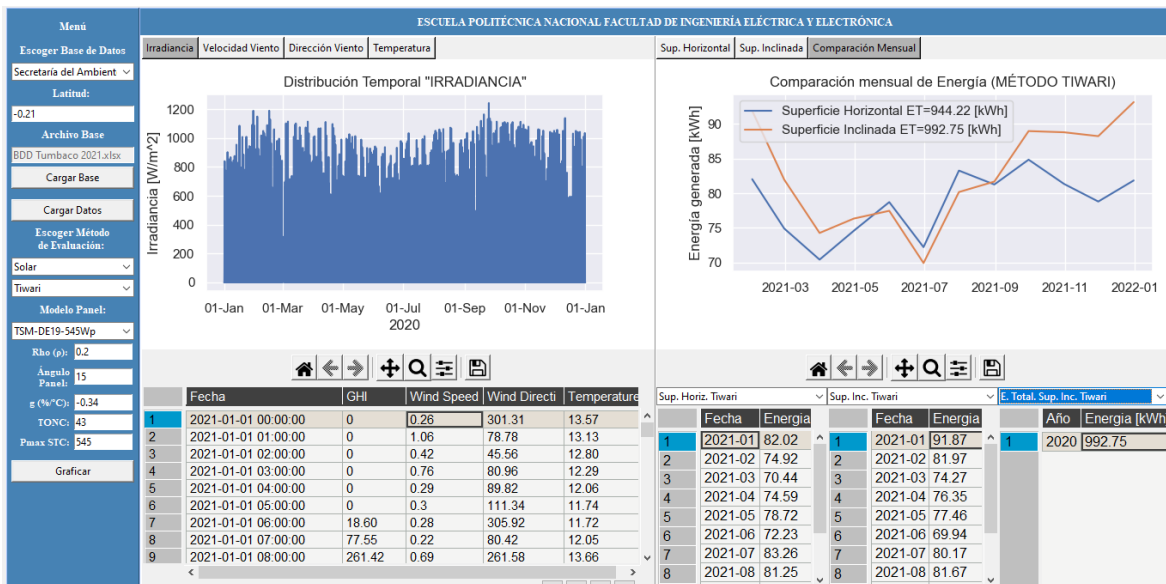 ESCUELA POLITÉCNICA NACIONAL FACULTAD DE INGENIERÍA ELÉCTRICA Y ELECTRÓNICA
Menú
Escoger Base de Datos
Secretaría del Ambient
Latitud:
-0.21
Archivo Base
BDD Tumbaco 2021.xlsx
Cargar Base
Cargar Datos
Escoger Método
de Evaluación:
Solar
Tiwari
Modelo Panel:
TSM-DE19-545Wp
Rho (ρ): 0.2
Ángulo
Panel: 15
g (%/°C): -0.34
TONC: 43
Pmax STC: 545
Graficar
Irradiancia Velocidad Viento Dirección Viento Temperatura
Distribución Temporal "IRRADIANCIA"
Irradiancia [W/m^2]
1200
1000
800
600
400
200
0
01-Jan 01-Mar 01-May 01-Jul 01-Sep 01-Nov 01-Jan
2020
Fecha GHI Wind Speed Wind Directi Temperature
1 2021-01-01 00:00:00 0 0.26 301.31 13.57
2 2021-01-01 01:00:00 0 1.06 78.78 13.13
3 2021-01-01 02:00:00 0 0.42 45.56 12.80
4 2021-01-01 03:00:00 0 0.76 80.96 12.29
5 2021-01-01 04:00:00 0 0.29 89.82 12.06
6 2021-01-01 05:00:00 0 0.3 111.34 11.74
7 2021-01-01 06:00:00 18.60 0.28 305.92 11.72
8 2021-01-01 07:00:00 77.55 0.22 80.42 12.05
9 2021-01-01 08:00:00 261.42 0.69 261.58 13.66
Sup. Horizontal Sup. Inclinada Comparación Mensual
Comparación mensual de Energía (MÉTODO TIWARI)
Superficie Horizontal ET=944.22 [kWh]
Superficie Inclinada ET=992.75 [kWh]
Energía generada [kWh]
90
85
80
75
70
2021-03 2021-05 2021-07 2021-09 2021-11 2022-01
Sup. Horiz. Tiwari Sup. Inc. Tiwari E. Total. Sup. Inc. Tiwari
Fecha Energia Fecha Energia Año Energia [kWh
1 2021-01 82.02 1 2021-01 91.87 1 2020 992.75
2 2021-02 74.92 2 2021-02 81.97
3 2021-03 70.44 3 2021-03 74.27
4 2021-04 74.59 4 2021-04 76.35
5 2021-05 78.72 5 2021-05 77.46
6 2021-06 72.23 6 2021-06 69.94
7 2021-07 83.26 7 2021-07 80.17
8 2021-08 81.25 8 2021-08 81.67